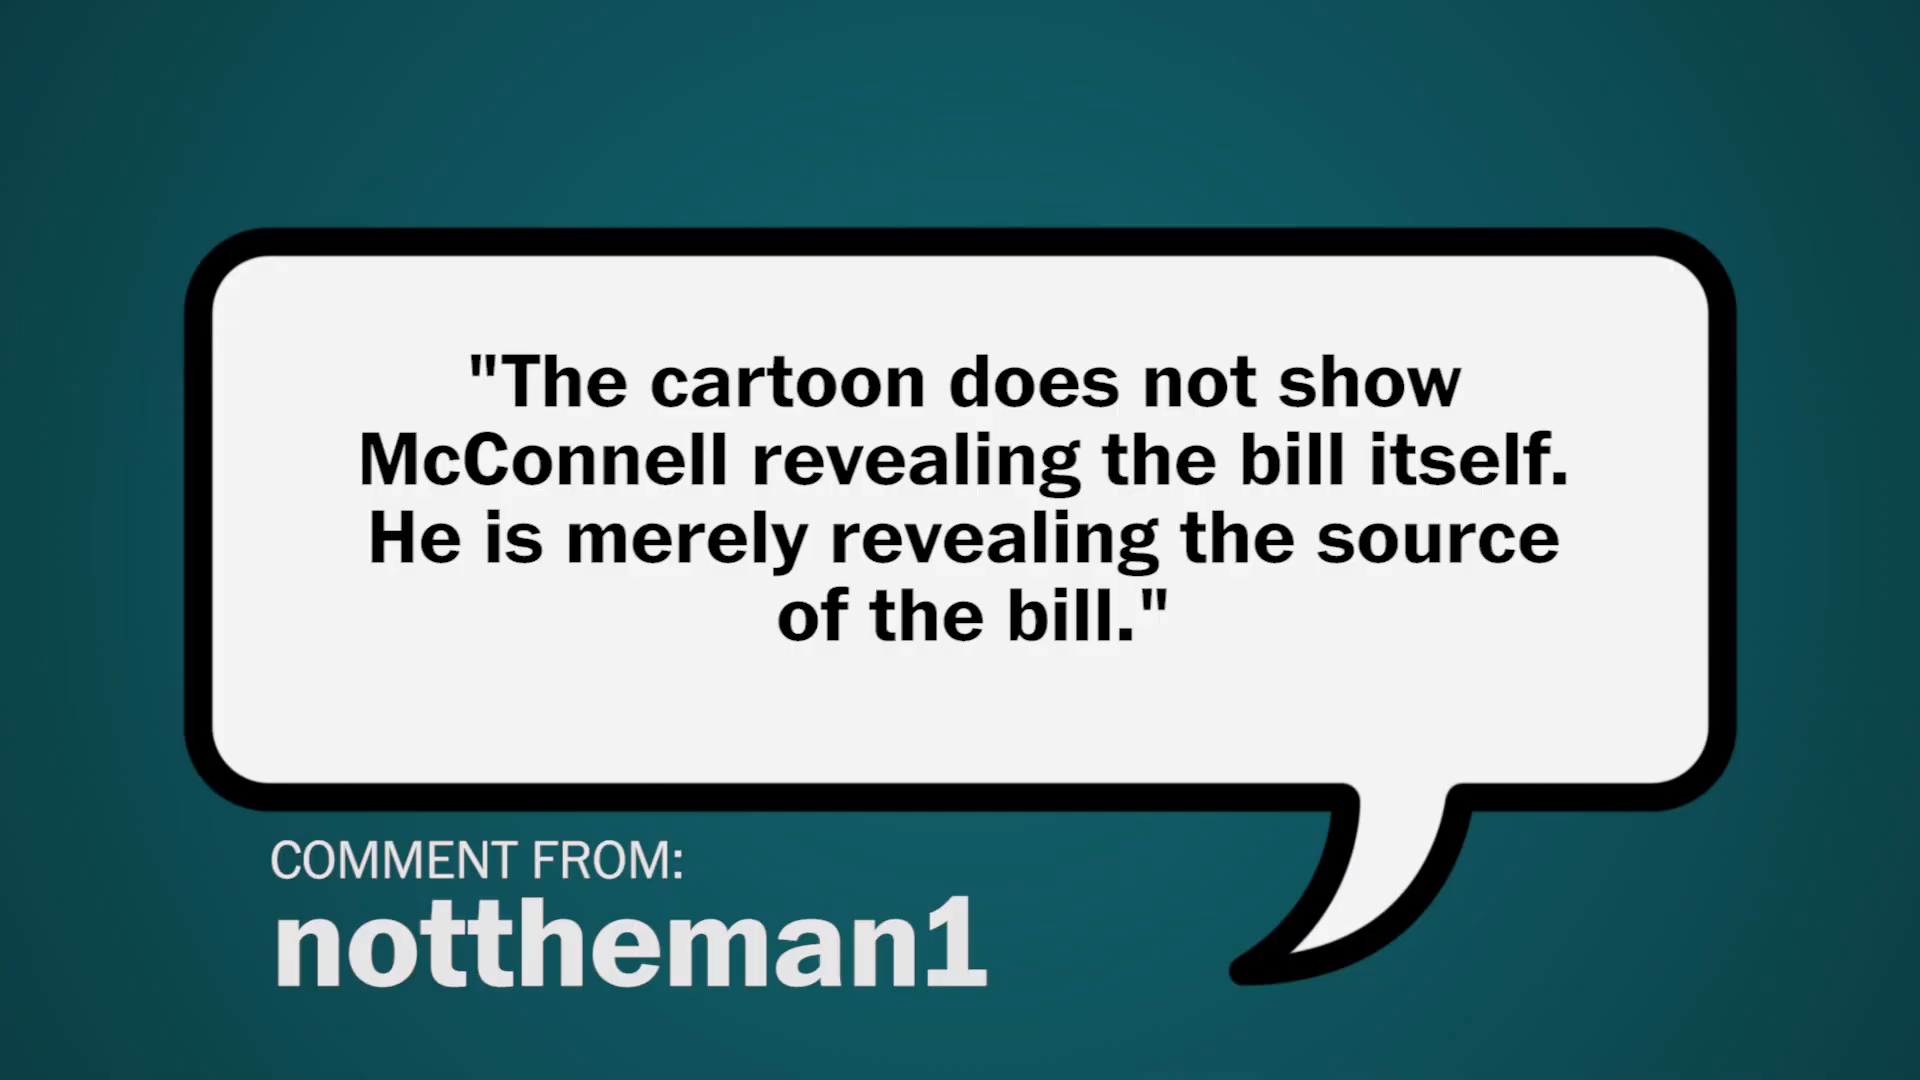 "The cartoon does not show
McConnell revealing the bill itself.
He is merely revealing the source
of the bill."
COMMENT FROM:
nottheman1